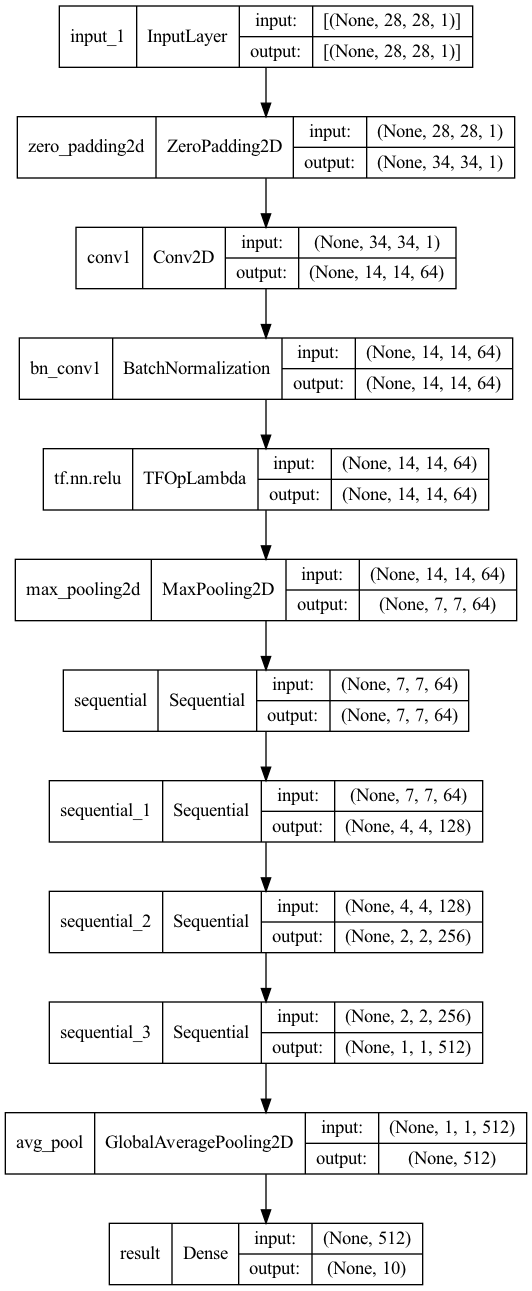 input_1 InputLayer input: [(None, 28, 28, 1)]
output: [(None, 28, 28, 1)]
zero_padding2d ZeroPadding2D input: (None, 28, 28, 1)
output: (None, 34, 34, 1)
conv1 Conv2D input: (None, 34, 34, 1)
output: (None, 14, 14, 64)
bn_conv1 BatchNormalization input: (None, 14, 14, 64)
output: (None, 14, 14, 64)
tf.nn.relu TFOpLambda input: (None, 14, 14, 64)
output: (None, 14, 14, 64)
max_pooling2d MaxPooling2D input: (None, 14, 14, 64)
output: (None, 7, 7, 64)
sequential Sequential input: (None, 7, 7, 64)
output: (None, 7, 7, 64)
sequential_1 Sequential input: (None, 7, 7, 64)
output: (None, 4, 4, 128)
sequential_2 Sequential input: (None, 4, 4, 128)
output: (None, 2, 2, 256)
sequential_3 Sequential input: (None, 2, 2, 256)
output: (None, 1, 1, 512)
avg_pool GlobalAveragePooling2D input: (None, 1, 1, 512)
output: (None, 512)
result Dense input: (None, 512)
output: (None, 10)